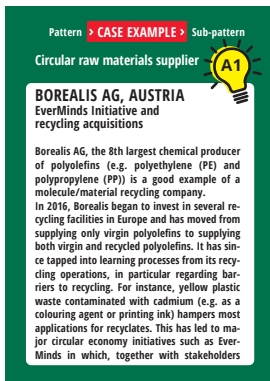 Pattern › CASE EXAMPLE › Sub-pattern
Circular raw materials supplier
A1
BOREALIS AG, AUSTRIA
EverMinds Initiative and
recycling acquisitions
Borealis AG, the 8th largest chemical producer
of polyolefins (e.g. polyethylene (PE) and
polypropylene (PP)) is a good example of a
molecule/material recycling company.
In 2016, Borealis began to invest in several re-
cycling facilities in Europe and has moved from
supplying only virgin polyolefins to supplying
both virgin and recycled polyolefins. It has sin-
ce tapped into learning processes from its recy-
cling operations, in particular regarding bar-
riers to recycling. For instance, yellow plastic
waste contaminated with cadmium (e.g. as a
colouring agent or printing ink) hampers most
applications for recyclates. This has led to ma-
jor circular economy initiatives such as Ever-
Minds in which, together with stakeholders